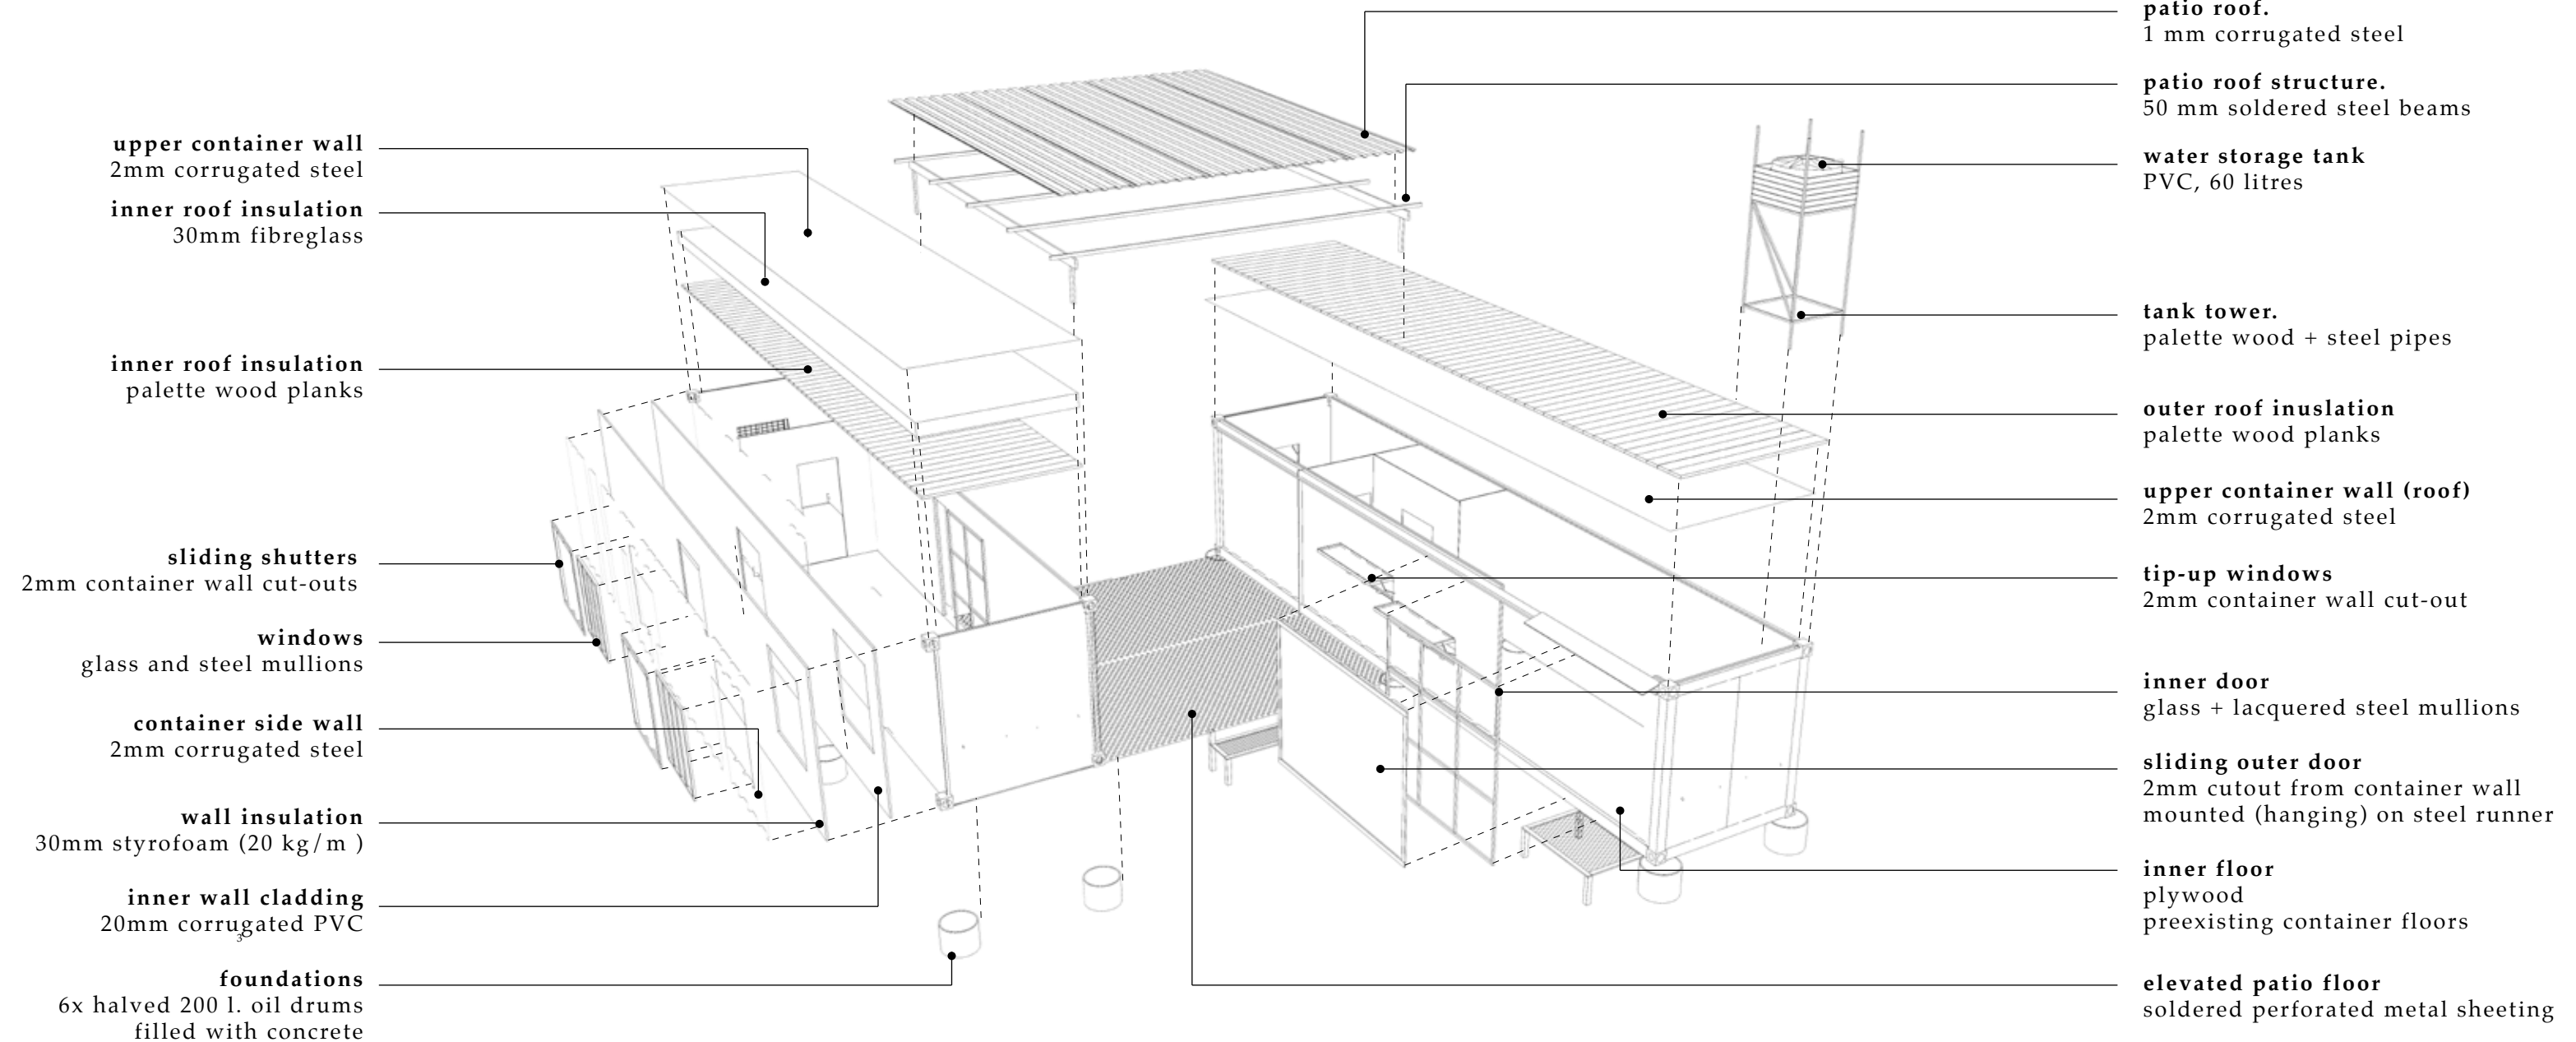 upper container wall
2mm corrugated steel
inner roof insulation
30mm fibreglass
inner roof insulation
palette wood planks
sliding shutters
2mm container wall cut-outs
windows
glass and steel mullions
container side wall
2mm corrugated steel
wall insulation
30mm styrofoam (20 kg/m )
inner wall cladding
20mm corrugated PVC
3
foundations
6x halved 200 l. oil drums
filled with concrete
patio roof.
1 mm corrugated steel
patio roof structure.
50 mm soldered steel beams
water storage tank
PVC, 60 litres
tank tower.
palette wood + steel pipes
outer roof inuslation
palette wood planks
upper container wall (roof)
2mm corrugated steel
tip-up windows
2mm container wall cut-out
inner door
glass + lacquered steel mullions
sliding outer door
2mm cutout from container wall
mounted (hanging) on steel runner
inner floor
plywood
preexisting container floors
elevated patio floor
soldered perforated metal sheeting